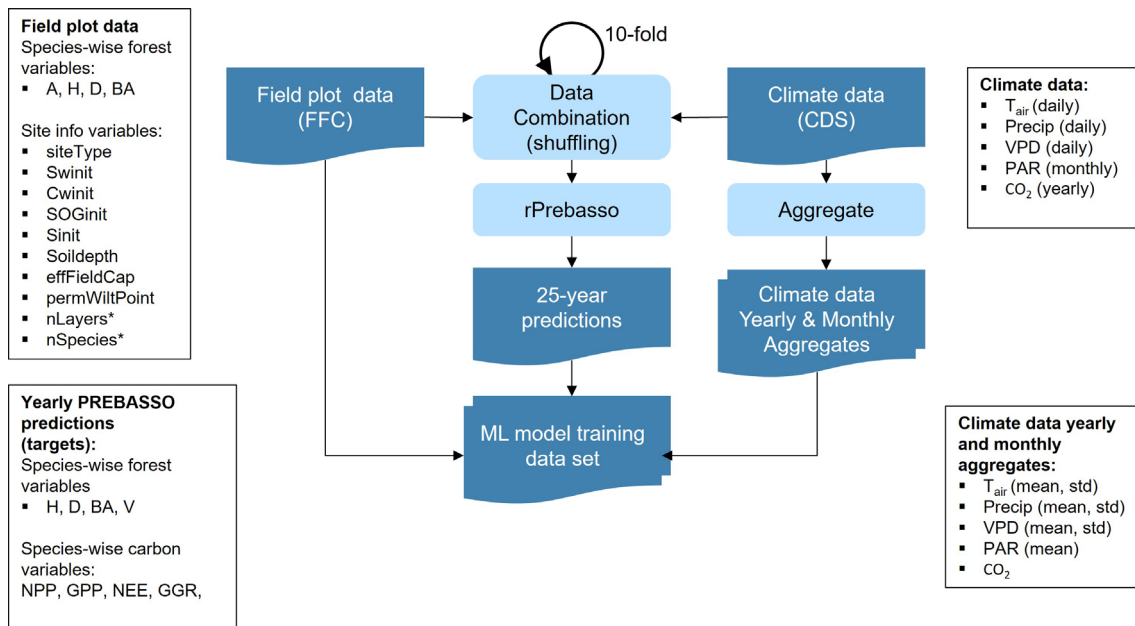 Field plot data
Species-wise forest
variables:
▪ A, H, D, BA
Site info variables:
▪ siteType
▪ Swinit
▪ Cwinit
▪ SOGinit
▪ Sinit
▪ Soildepth
▪ effFieldCap
▪ permWiltPoint
▪ nLayers*
▪ nSpecies*
Yearly PREBASSO
predictions
(targets):
Species-wise forest
variables
▪ H, D, BA, V
Species-wise carbon
variables:
NPP, GPP, NEE, GGR,
10-fold
Field plot data
(FFC)
Data
Combination
(shuffling)
Climate data
(CDS)
rPrebasso
Aggregate
25-year
predictions
Climate data
Yearly & Monthly
Aggregates
ML model training
data set
Climate data:
▪ Tair (daily)
▪ Precip (daily)
▪ VPD (daily)
▪ PAR (monthly)
▪ CO2 (yearly)
Climate data yearly
and monthly
aggregates:
▪ Tair (mean, std)
▪ Precip (mean, std)
▪ VPD (mean, std)
▪ PAR (mean)
▪ CO2